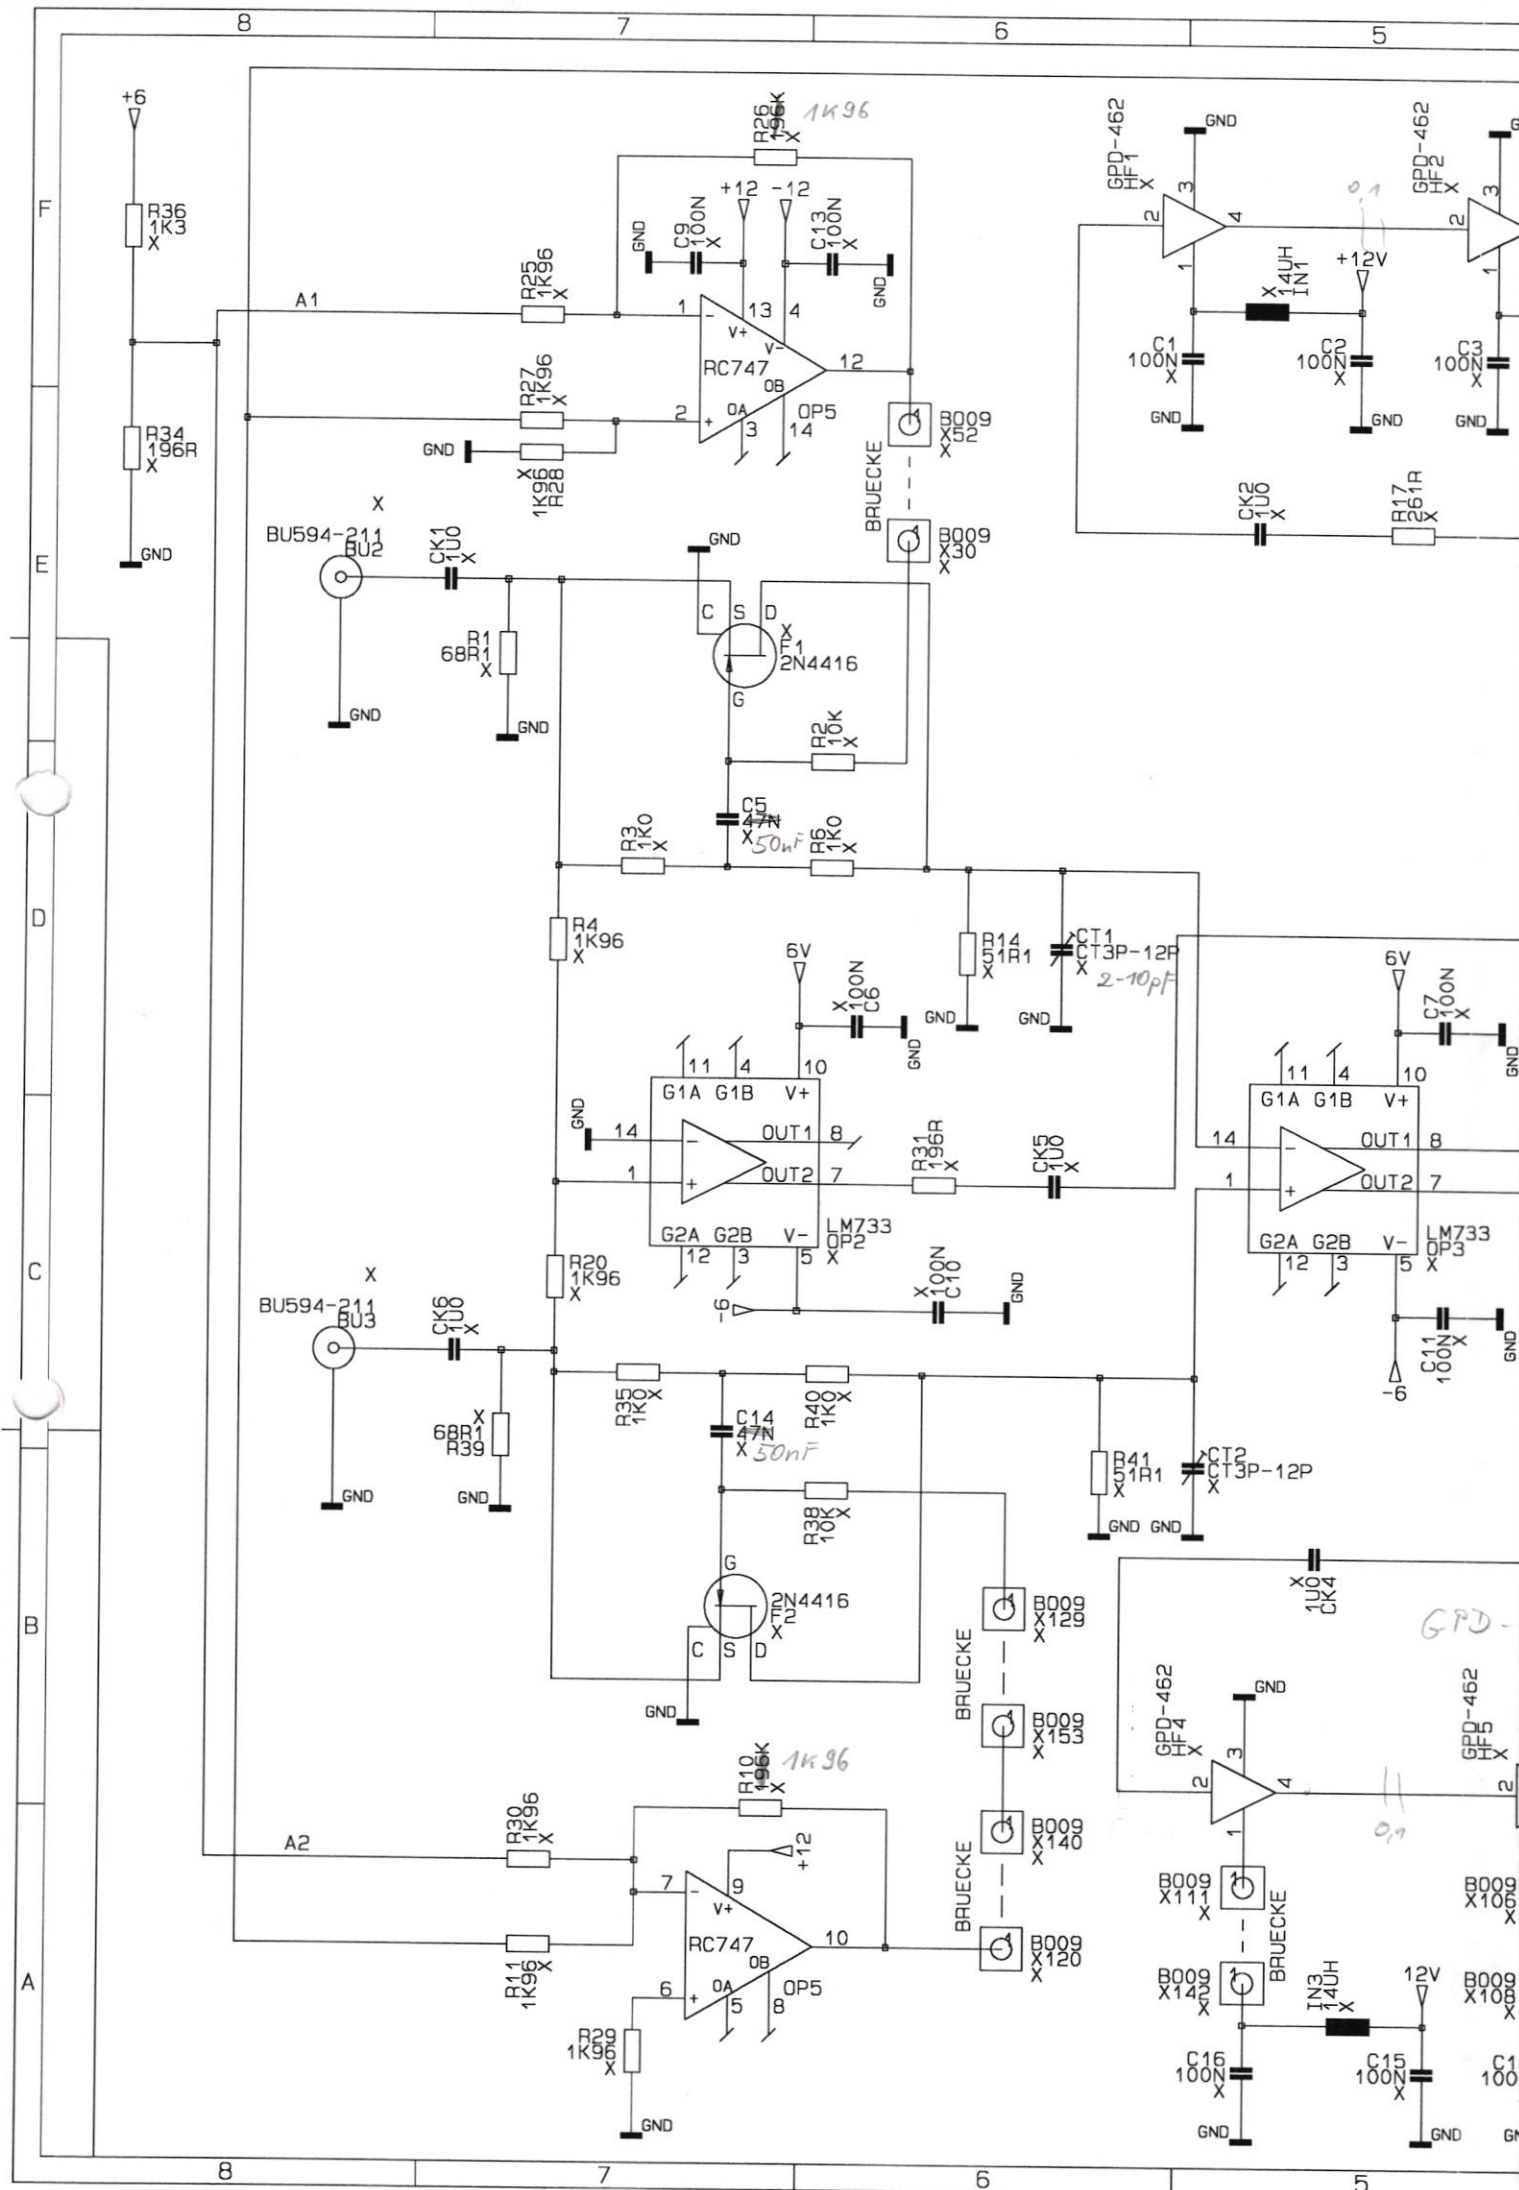 8
7
6
5
F
E
D
C
B
A
+6
R36
1K3
X
R34
196R
X
GND
A1
R25
1K96
X
R27
1K96
X
GND
X
1K96
R28
R26
196K
X
1K96
+12
-12
GND
C9
100N
X
C13
100N
X
GND
1
-
13
V+
4
V-
RC747
12
OB
OA
2
+
3
14
OP5
B009
X52
X
BRUECKE
B009
X30
X
GPD-462
HF1
X
GND
3
2
4
1
0,1
+12V
X
14UH
IN1
C1
100N
X
GND
C2
100N
X
GND
GPD-462
HF2
X
3
2
1
C3
100N
X
GND
CK2
1U0
X
R17
261R
X
X
BU594-211
BU2
GND
CK1
1U0
X
R1
68R1
X
GND
GND
C
S
D
X
F1
2N4416
G
R2
10K
X
C5
47N
X
50nF
R3
1K0
X
R6
1K0
X
R4
1K96
X
R14
51R1
X
GND
CT1
CT3P-12P
X
2-10pF
GND
6V
X
100N
C6
GND
11
4
10
G1A
G1B
V+
GND
14
-
OUT1
8
1
+
OUT2
7
G2A
G2B
V-
12
3
5
LM733
OP2
X
R31
196R
X
CK5
1U0
X
-6
X
100N
C10
GND
6V
C7
100N
X
GND
11
4
10
G1A
G1B
V+
14
-
OUT1
8
1
+
OUT2
7
G2A
G2B
V-
12
3
5
LM733
OP3
X
C11
100N
X
GND
-6
R20
1K96
X
X
BU594-211
BU3
GND
CK6
1U0
X
X
68R1
R39
GND
R35
1K0
X
R40
1K0
X
C14
47N
X
50nF
R38
10K
X
R41
51R1
X
GND
CT2
CT3P-12P
X
GND
G
2N4416
F2
X
C
S
D
GND
B009
X129
X
BRUECKE
B009
X153
X
B009
X140
X
BRUECKE
B009
X120
X
X
1U0
CK4
GPD-
GPD-462
HF4
X
GND
3
2
4
1
0,1
GPD-462
HF5
X
2
B009
X111
X
BRUECKE
B009
X142
X
B009
X106
X
B009
X108
X
IN3
14UH
X
12V
C16
100N
X
GND
C15
100N
X
GND
A2
R30
1K96
X
R11
1K96
X
R10
196K
X
1K96
+12
7
-
9
V+
RC747
10
OB
OA
6
+
5
8
OP5
R29
1K96
X
GND
8
7
6
5